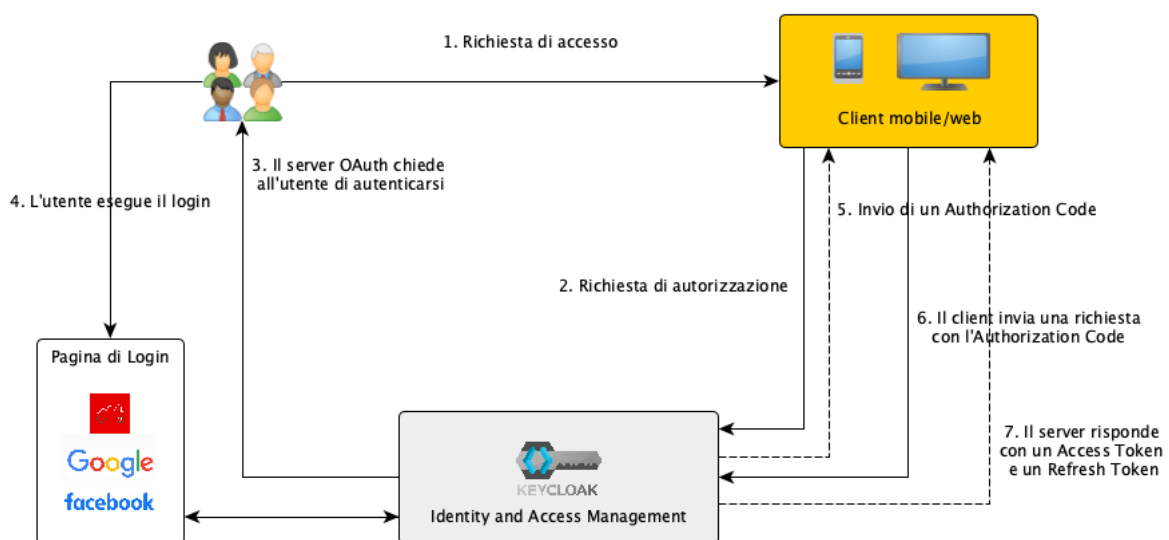 1. Richiesta di accesso
Client mobile/web
3. Il server OAuth chiede
all'utente di autenticarsi
4. L'utente esegue il login
5. Invio di un Authorization Code
2. Richiesta di autorizzazione
6. Il client invia una richiesta
con l'Authorization Code
Pagina di Login
Google
facebook
7. Il server risponde
con un Access Token
e un Refresh Token
KEYCLOAK
Identity and Access Management